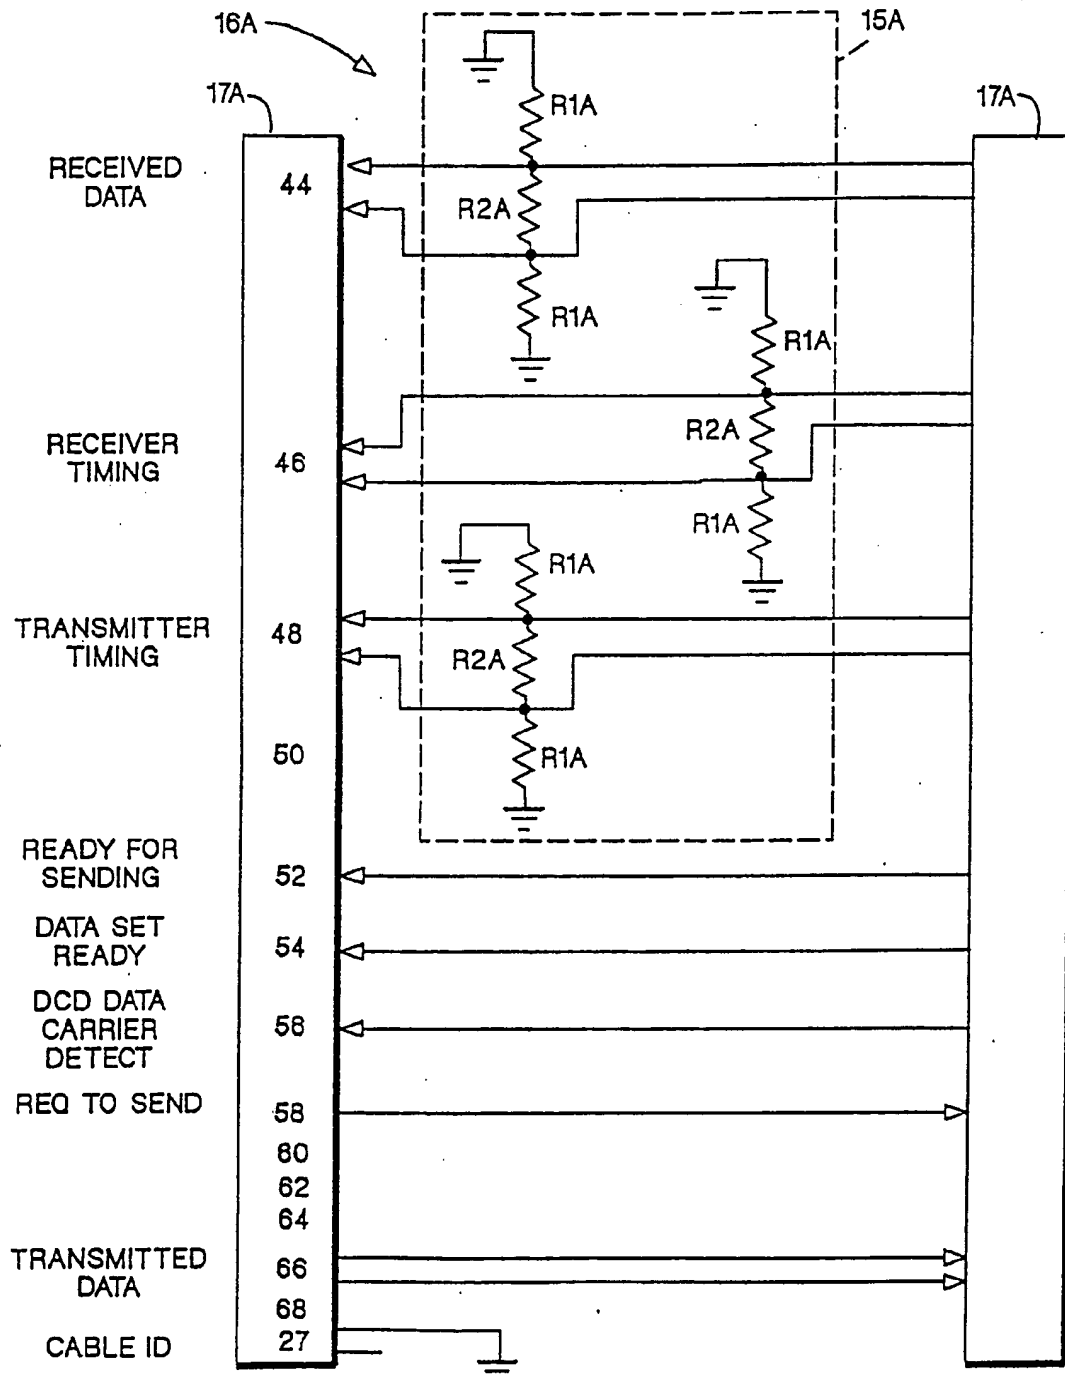 16A
15A
17A
17A
R1A
RECEIVED
DATA
44
R2A
R1A
R1A
RECEIVER
TIMING
46
R2A
R1A
R1A
TRANSMITTER
TIMING
48
R2A
50
R1A
READY FOR
SENDING
52
DATA SET
READY
54
DCD DATA
CARRIER
DETECT
56
REQ TO SEND
58
60
62
64
TRANSMITTED
DATA
66
68
CABLE ID
27